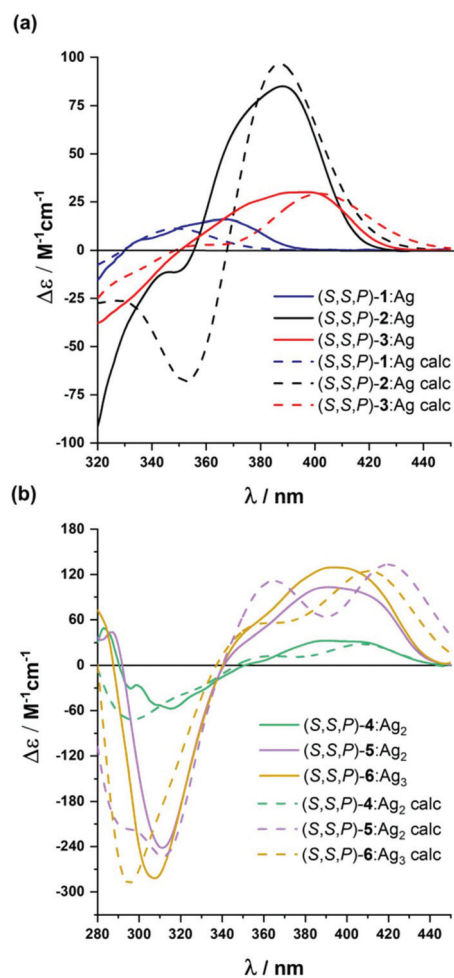 (a)
100
75
50
25
0
-25
-50
-75
-100
Δε / M⁻¹cm⁻¹
(S,S,P)-1:Ag
(S,S,P)-2:Ag
(S,S,P)-3:Ag
(S,S,P)-1:Ag calc
(S,S,P)-2:Ag calc
(S,S,P)-3:Ag calc
320 340 360 380 400 420 440
λ / nm
(b)
180
120
60
0
-60
-120
-180
-240
-300
Δε / M⁻¹cm⁻¹
(S,S,P)-4:Ag₂
(S,S,P)-5:Ag₂
(S,S,P)-6:Ag₃
(S,S,P)-4:Ag₂ calc
(S,S,P)-5:Ag₂ calc
(S,S,P)-6:Ag₃ calc
280 300 320 340 360 380 400 420 440
λ / nm